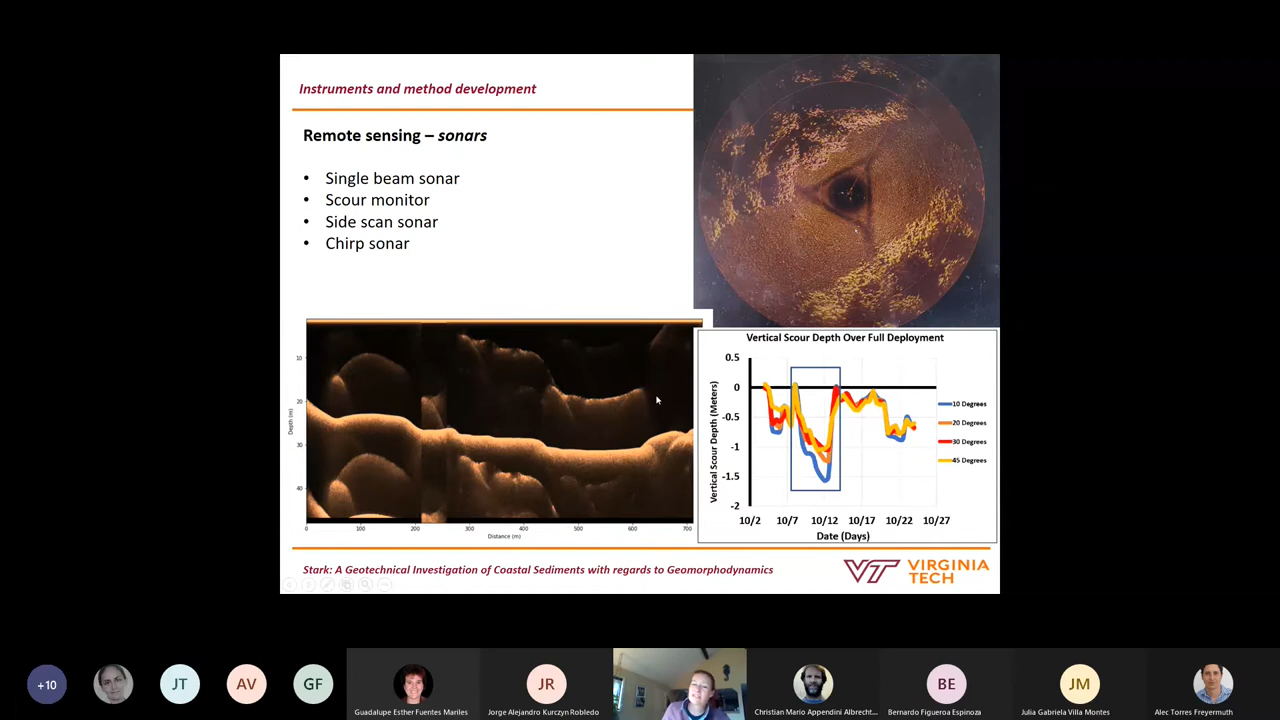 Instruments and method development
Remote sensing – sonars
• Single beam sonar
• Scour monitor
• Side scan sonar
• Chirp sonar
10
20
30
40
Depth (m)
0 100 200 300 400 500 600 700
Distance (m)
Vertical Scour Depth Over Full Deployment
0.5
0
-0.5
-1
-1.5
-2
Vertical Scour Depth (Meters)
10 Degrees
20 Degrees
30 Degrees
45 Degrees
10/2 10/7 10/12 10/17 10/22 10/27
Date (Days)
Stark: A Geotechnical Investigation of Coastal Sediments with regards to Geomorphodynamics
VT VIRGINIA
TECH
+10
JT
AV
GF
Guadalupe Esther Fuentes Mariles
JR
Jorge Alejandro Kurczyn Robledo
Christian Mario Appendini Albrecht...
BE
Bernardo Figueroa Espinoza
JM
Julia Gabriela Villa Montes
Alec Torres Freyermuth